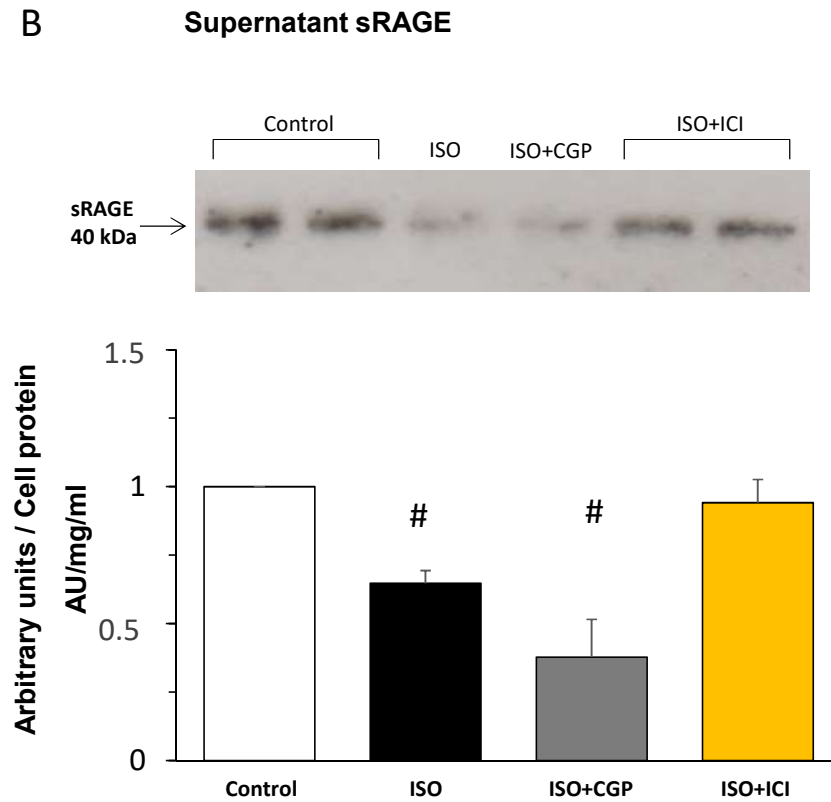 B
Supernatant sRAGE
Control
ISO
ISO+CGP
ISO+ICI
sRAGE
40 kDa
Arbitrary units / Cell protein
AU/mg/ml
1.5
1
0.5
0
#
#
Control
ISO
ISO+CGP
ISO+ICI